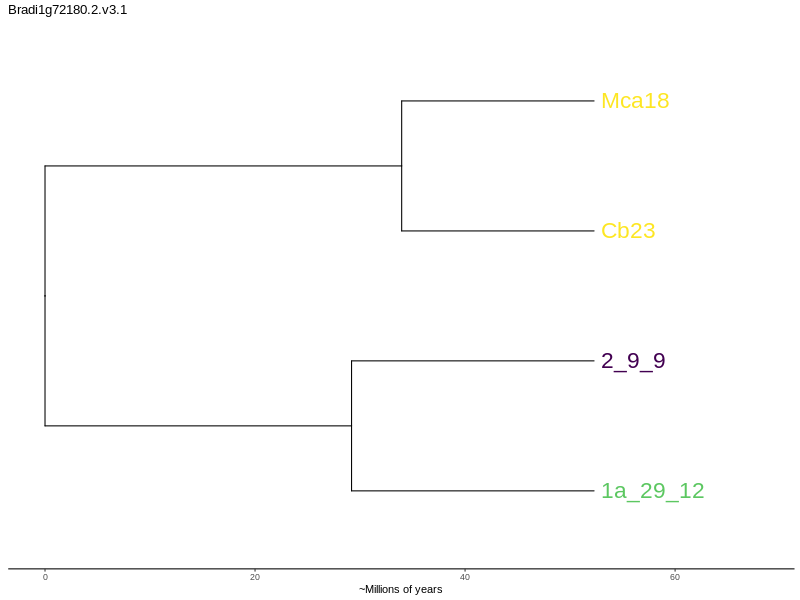 Bradi1g72180.2.v3.1
Mca18
Cb23
2_9_9
1a_29_12
0 20 40 60
~Millions of years